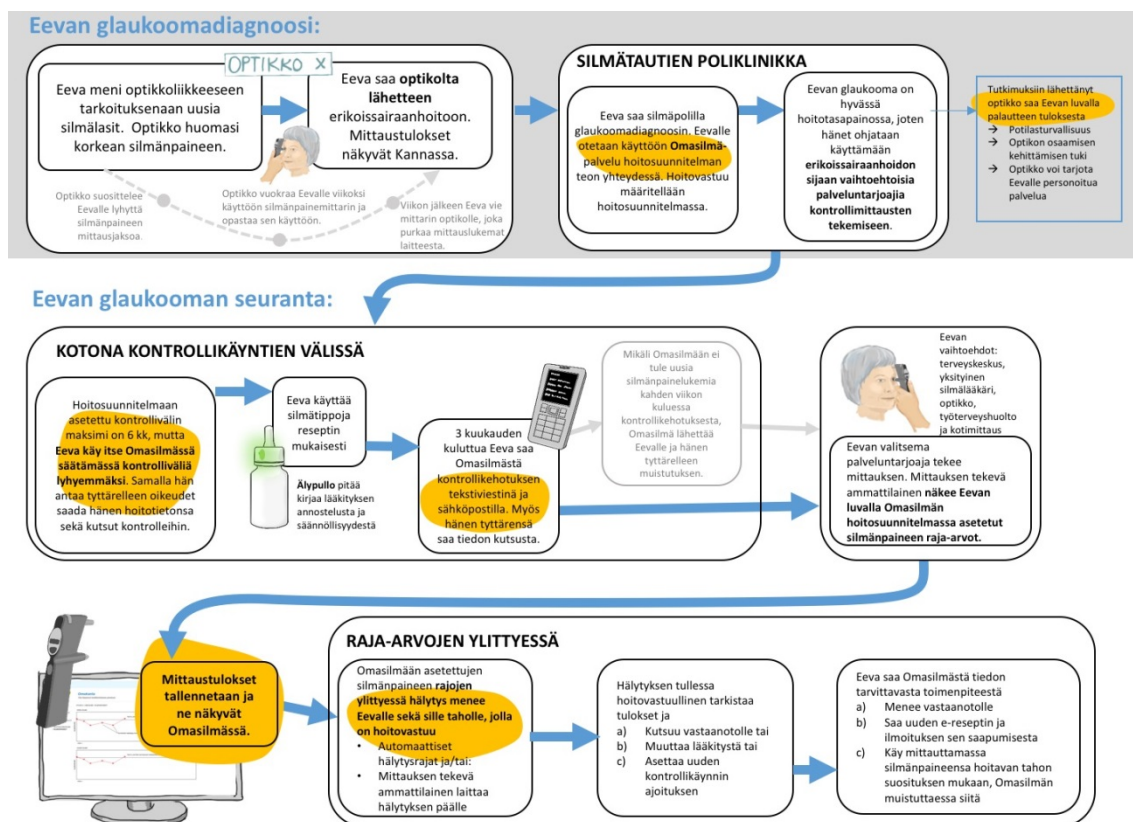 Eevan glaukoomadiagnoosi:
OPTIKKO X
Eeva meni optikkoliikkeeseen
tarkoituksenaan uusia
silmälasit. Optikko huomasi
korkean silmänpaineen.
Eeva saa optikolta
lähetteen
erikoissairaanhoitoon.
Mittaustulokset
näkyvät Kannassa.
Optikko suosittelee
Eevalle lyhyttä
silmänpaineen
mittausjaksoa.
Optikko vuokraa Eevalle viikoksi
käyttöön silmänpainemittarin ja
opastaa sen käyttöön.
Viikon jälkeen Eeva vie
mittarin optikolle, joka
purkaa mittauslukemat
laitteesta.
SILMÄTAUTIEN POLIKLINIKKA
Eeva saa silmäpolilla
glaukoomadiagnoosin. Eevalle
otetaan käyttöön Omasilmä-
palvelu hoitosuunnitelman
teon yhteydessä. Hoitovastuu
määritellään
hoitosuunnitelmassa.
Eevan glaukooma on
hyvässä
hoitotasapainossa, joten
hänet ohjataan
käyttämään
erikoissairaanhoidon
sijaan vaihtoehtoisia
palveluntarjoajia
kontrollimittausten
tekemiseen.
Tutkimuksiin lähettänyt
optikko saa Eevan luvalla
palautteen tuloksesta
→ Potilasturvallisuus
→ Optikon osaamisen
kehittämisen tuki
→ Optikko voi tarjota
Eevalle personoitua
palvelua
Eevan glaukooman seuranta:
KOTONA KONTROLLIKÄYNTIEN VÄLISSÄ
Hoitosuunnitelmaan
asetettu kontrollivälin
maksimi on 6 kk, mutta
Eeva käy itse Omasilmässä
säätämässä kontrolliväliä
lyhyemmäksi. Samalla hän
antaa tyttärelleen oikeudet
saada hänen hoitotietonsa
sekä kutsut kontrolleihin.
Eeva käyttää
silmätippoja
reseptin
mukaisesti
Älypullo pitää
kirjaa lääkityksen
annostelusta ja
säännöllisyydestä
3 kuukauden
kuluttua Eeva saa
Omasilmästä
kontrollikehotuksen
tekstiviestinä ja
sähköpostilla. Myös
hänen tyttärensä
saa tiedon kutsusta.
Mikäli Omasilmään ei
tule uusia
silmänpainelukemia
kahden viikon
kuluessa
kontrollikehotuksesta,
Omasilmä lähettää
Eevalle ja hänen
tyttärelleen
muistutuksen.
Eevan
vaihtoehdot:
terveyskeskus,
yksityinen
silmälääkäri,
optikko,
työterveyshuolto
ja kotimittaus
Eevan valitsema
palveluntarjoaja tekee
mittauksen. Mittauksen tekevä
ammattilainen näkee Eevan
luvalla Omasilmän
hoitosuunnitelmassa asetetut
silmänpaineen raja-arvot.
Mittaustulokset
tallennetaan ja
ne näkyvät
Omasilmässä.
RAJA-ARVOJEN YLITTYESSÄ
Omasilmään asetettujen
silmänpaineen rajojen
ylittyessä hälytys menee
Eevalle sekä sille taholle, jolla
on hoitovastuu
• Automaattiset
hälytysrajat ja/tai:
• Mittauksen tekevä
ammattilainen laittaa
hälytyksen päälle
Hälytyksen tullessa
hoitovastuullinen tarkistaa
tulokset ja
a) Kutsuu vastaanotolle tai
b) Muuttaa lääkitystä tai
c) Asettaa uuden
kontrollikäynnin
ajoituksen
Eeva saa Omasilmästä tiedon
tarvittavasta toimenpiteestä
a) Menee vastaanotolle
b) Saa uuden e-reseptin ja
ilmoituksen sen saapumisesta
c) Käy mittauttamassa
silmänpaineensa hoitavan tahon
suosituksen mukaan, Omasilmän
muistuttaessa siitä